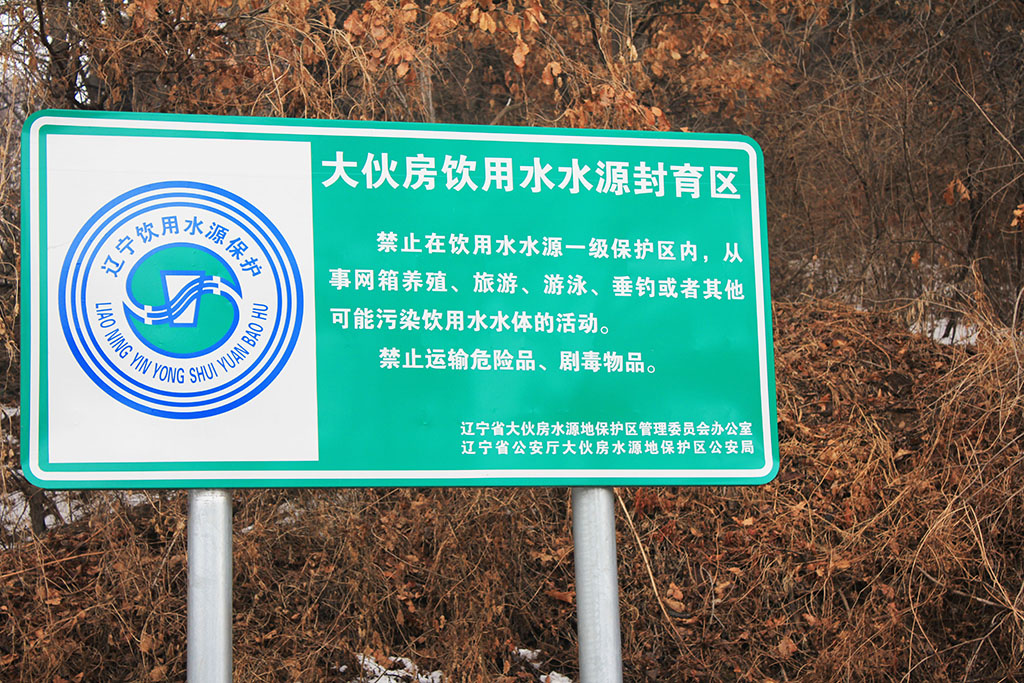 辽宁饮用水源保护
LIAO NING YIN YONG SHUI YUAN BAO HU
大伙房饮用水水源封育区
禁止在饮用水水源一级保护区内，从
事网箱养殖、旅游、游泳、垂钓或者其他
可能污染饮用水水体的活动。
禁止运输危险品、剧毒物品。
辽宁省大伙房水源地保护区管理委员会办公室
辽宁省公安厅大伙房水源地保护区公安局